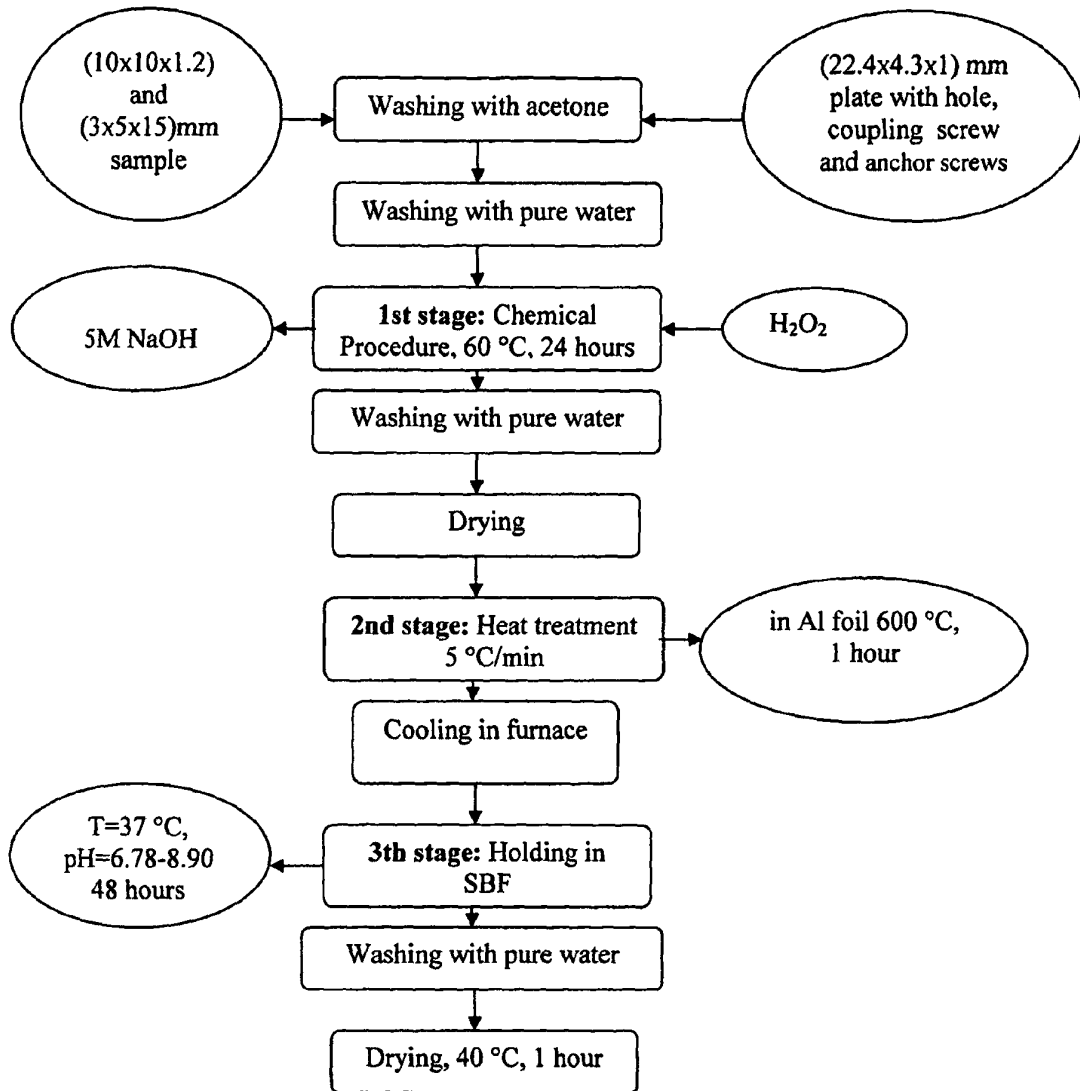 (10x10x1.2)
and
(3x5x15)mm
sample
Washing with acetone
(22.4x4.3x1) mm
plate with hole,
coupling screw
and anchor screws
Washing with pure water
5M NaOH
1st stage: Chemical
Procedure, 60 °C, 24 hours
H₂O₂
Washing with pure water
Drying
2nd stage: Heat treatment
5 °C/min
in Al foil 600 °C,
1 hour
Cooling in furnace
T=37 °C,
pH=6.78-8.90
48 hours
3th stage: Holding in
SBF
Washing with pure water
Drying, 40 °C, 1 hour